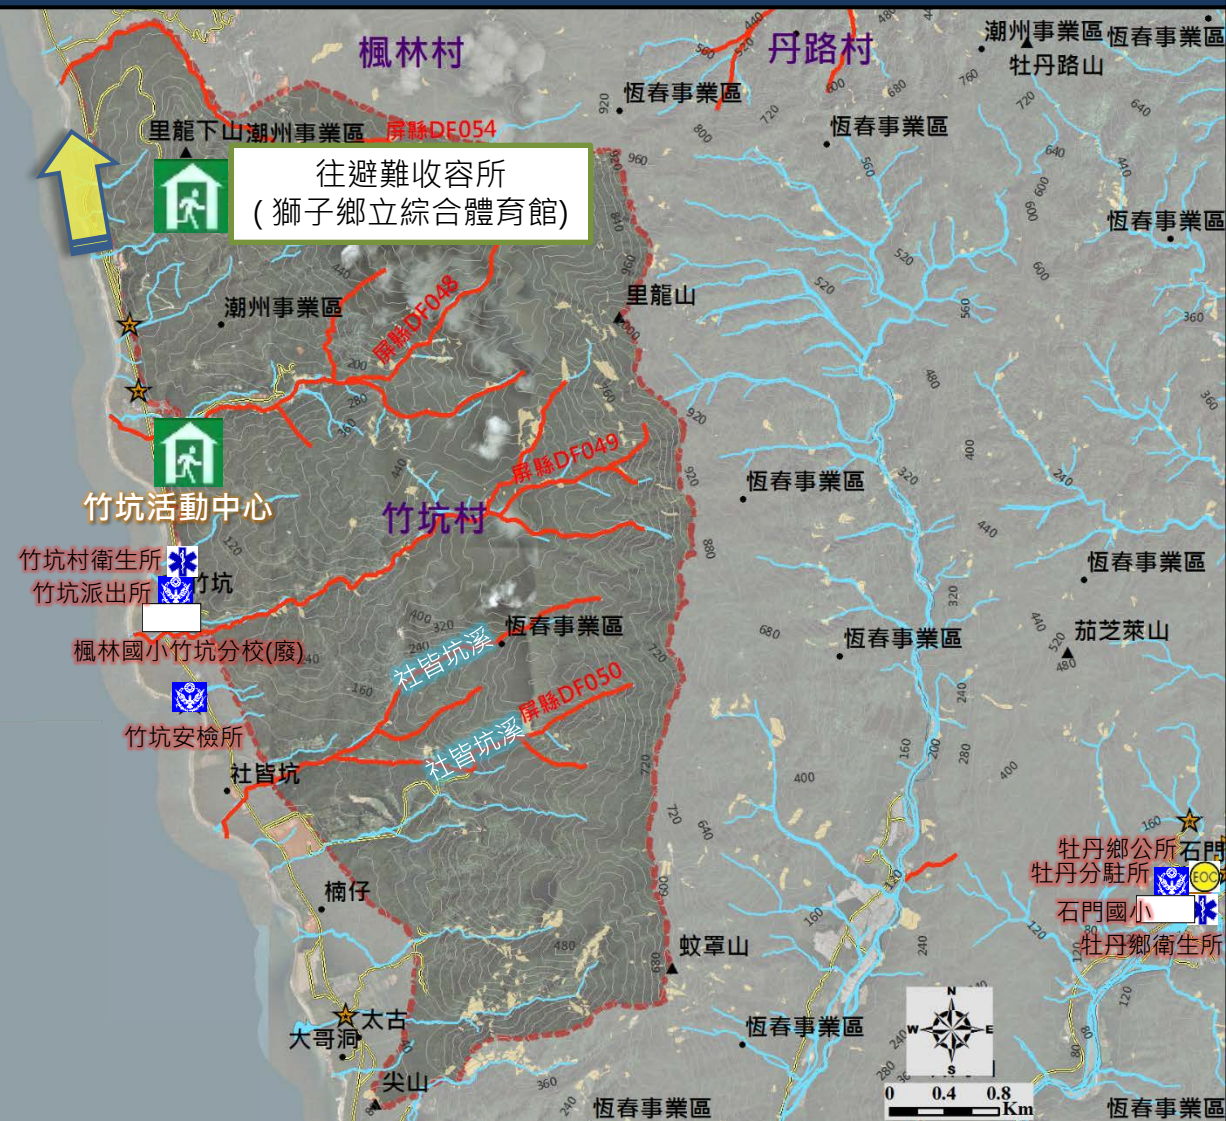 楓林村
丹路村
潮州事業區
恆春事業區
牡丹路山
恆春事業區
恆春事業區
里龍下山
潮州事業區
屏縣DF054
往避難收容所
( 獅子鄉立綜合體育館)
恆春事業區
里龍山
潮州事業區
屏縣DF048
屏縣DF049
恆春事業區
竹坑活動中心
竹坑村
竹坑村衛生所
竹坑派出所
竹坑
恆春事業區
恆春事業區
社皆坑溪
恆春事業區
茄芝萊山
楓林國小竹坑分校(廢)
屏縣DF050
竹坑安檢所
社皆坑溪
社皆坑
牡丹鄉公所
石門
牡丹分駐所
EOC
石門國小
牡丹鄉衛生所
楠仔
蚊罩山
太古
大哥洞
恆春事業區
尖山
恆春事業區
恆春事業區
N
W
E
S
0 0.4 0.8
Km